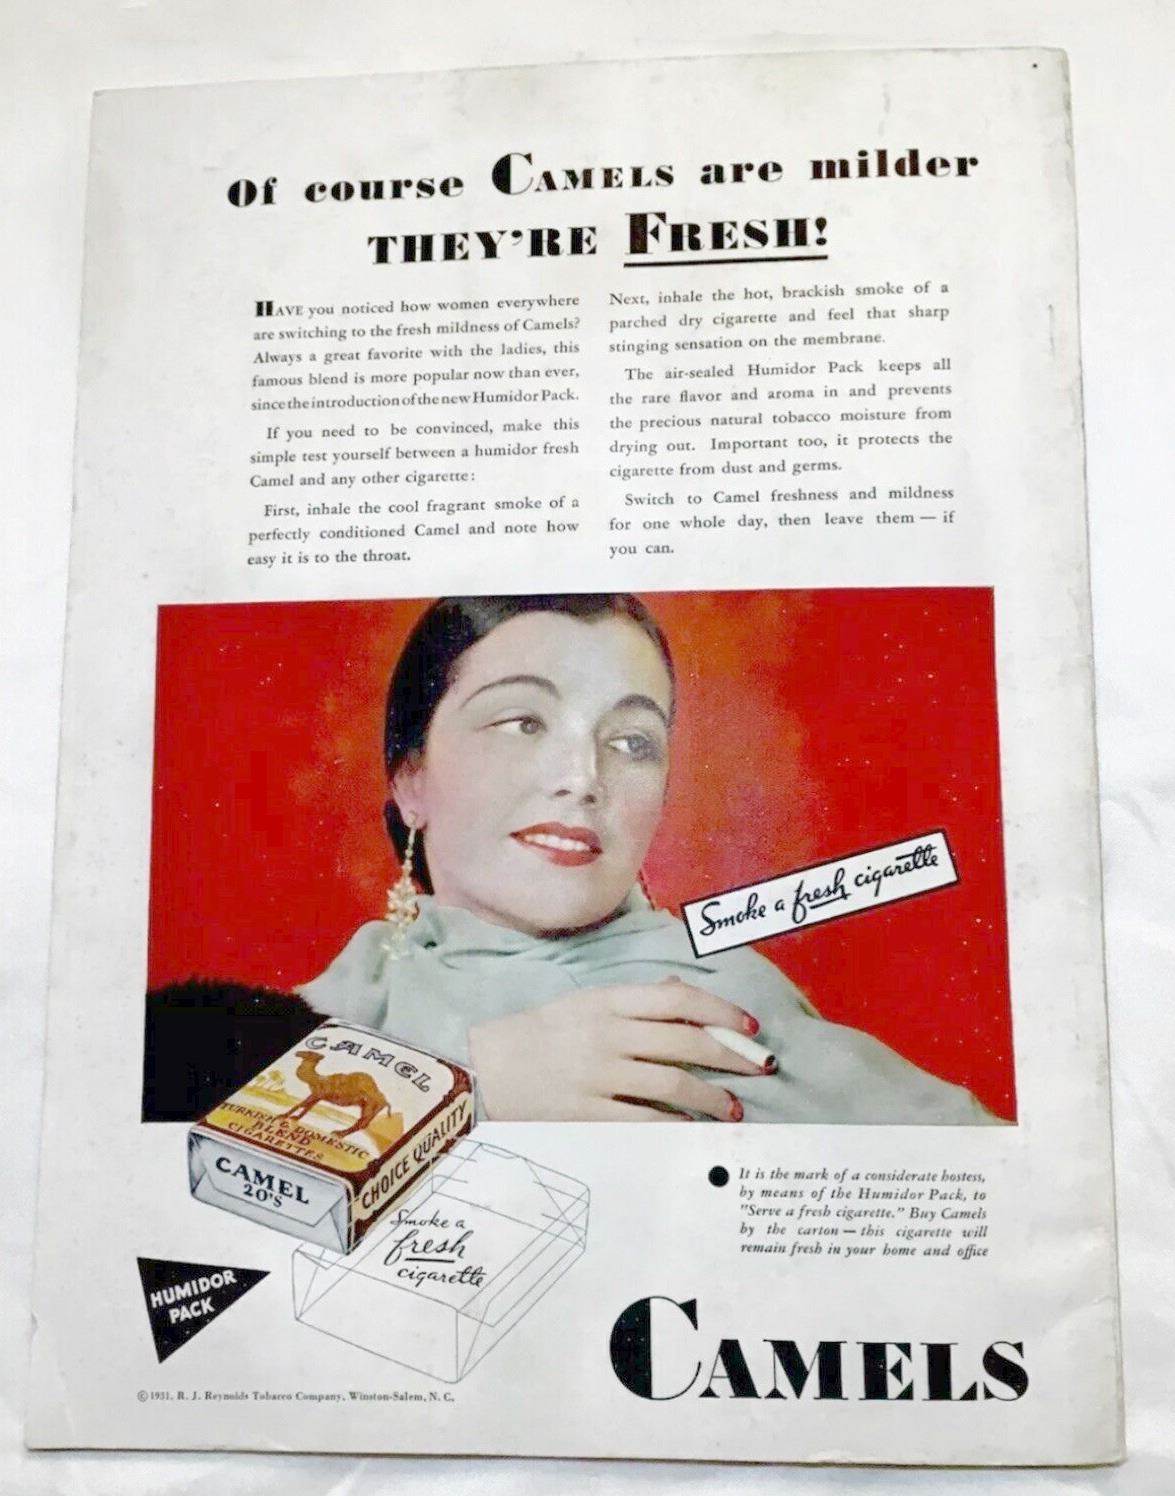 Of course CAMELS are milder
THEY'RE FRESH!
HAVE you noticed how women everywhere
are switching to the fresh mildness of Camels?
Always a great favorite with the ladies, this
famous blend is more popular now than ever,
since the introduction of the new Humidor Pack.
If you need to be convinced, make this
simple test yourself between a humidor fresh
Camel and any other cigarette:
First, inhale the cool fragrant smoke of a
perfectly conditioned Camel and note how
easy it is to the throat.
Next, inhale the hot, brackish smoke of a
parched dry cigarette and feel that sharp
stinging sensation on the membrane.
The air-sealed Humidor Pack keeps all
the rare flavor and aroma in and prevents
the precious natural tobacco moisture from
drying out. Important too, it protects the
cigarette from dust and germs.
Switch to Camel freshness and mildness
for one whole day, then leave them — if
you can.
Smoke a fresh cigarette
CAMEL
TURKISH & DOMESTIC
BLEND
CIGARETTES
CHOICE QUALITY
CAMEL
20'S
Smoke a
fresh
cigarette
HUMIDOR
PACK
● It is the mark of a considerate hostess,
by means of the Humidor Pack, to
"Serve a fresh cigarette." Buy Camels
by the carton — this cigarette will
remain fresh in your home and office
CAMELS
© 1931, R. J. Reynolds Tobacco Company, Winston-Salem, N. C.